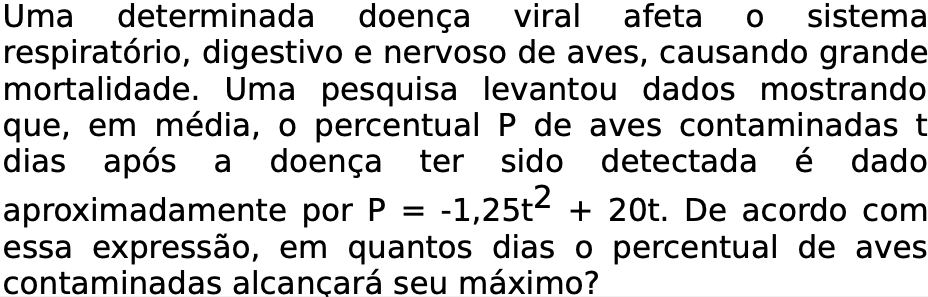 Uma determinada doença viral afeta o sistema
respiratório, digestivo e nervoso de aves, causando grande
mortalidade. Uma pesquisa levantou dados mostrando
que, em média, o percentual P de aves contaminadas t
dias após a doença ter sido detectada é dado
aproximadamente por P = -1,25t² + 20t. De acordo com
essa expressão, em quantos dias o percentual de aves
contaminadas alcançará seu máximo?